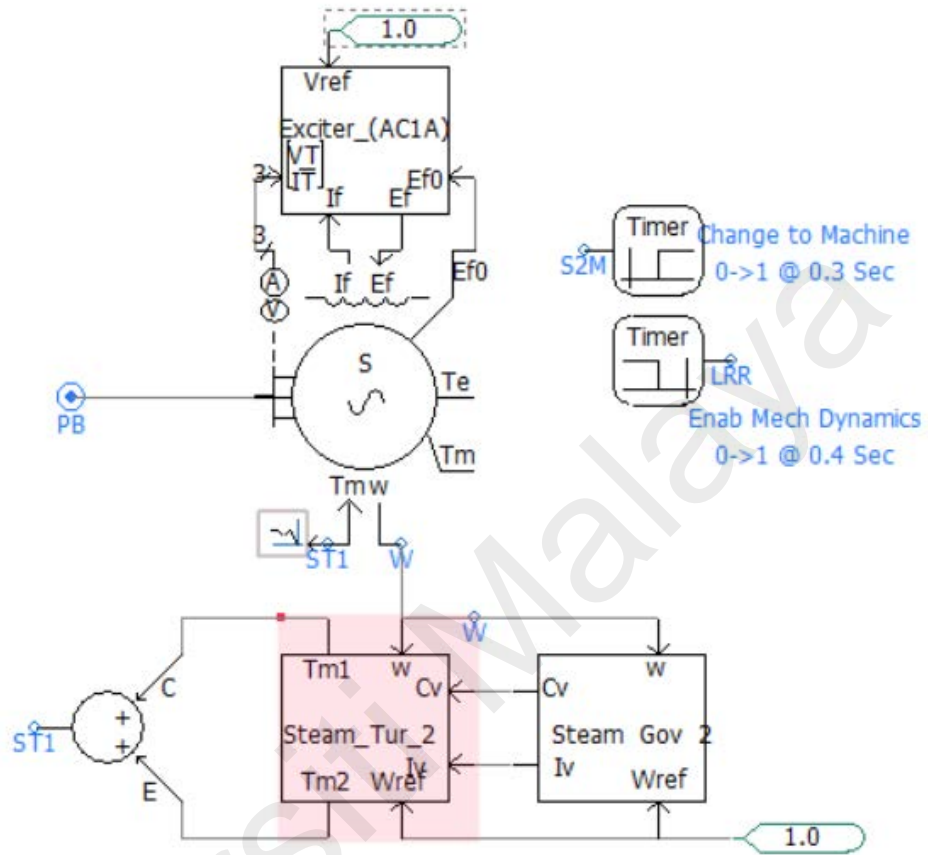 1.0
Vref
Exciter_(AC1A)
VT
IT
3
If
Ef
Ef0
3
A
V
If
Ef
Ef0
Timer
S2M
Change to Machine
0->1 @ 0.3 Sec
Timer
LRR
Enab Mech Dynamics
0->1 @ 0.4 Sec
S
Te
Tm
PB
Tm w
ST1
W
W
Tm1
w
Cv
Cv
w
C
+
+
ST1
Steam_Tur_2
Steam Gov 2
Iv
Iv
Tm2
Wref
Wref
E
1.0
siti Malaya